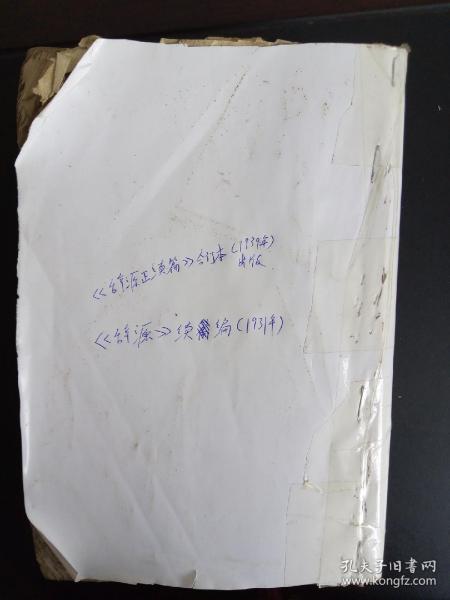 《辞源正续篇》合订本(1939年)
出版
《辞源》续编(1931年)
孔夫子旧书网
www.kongfz.com